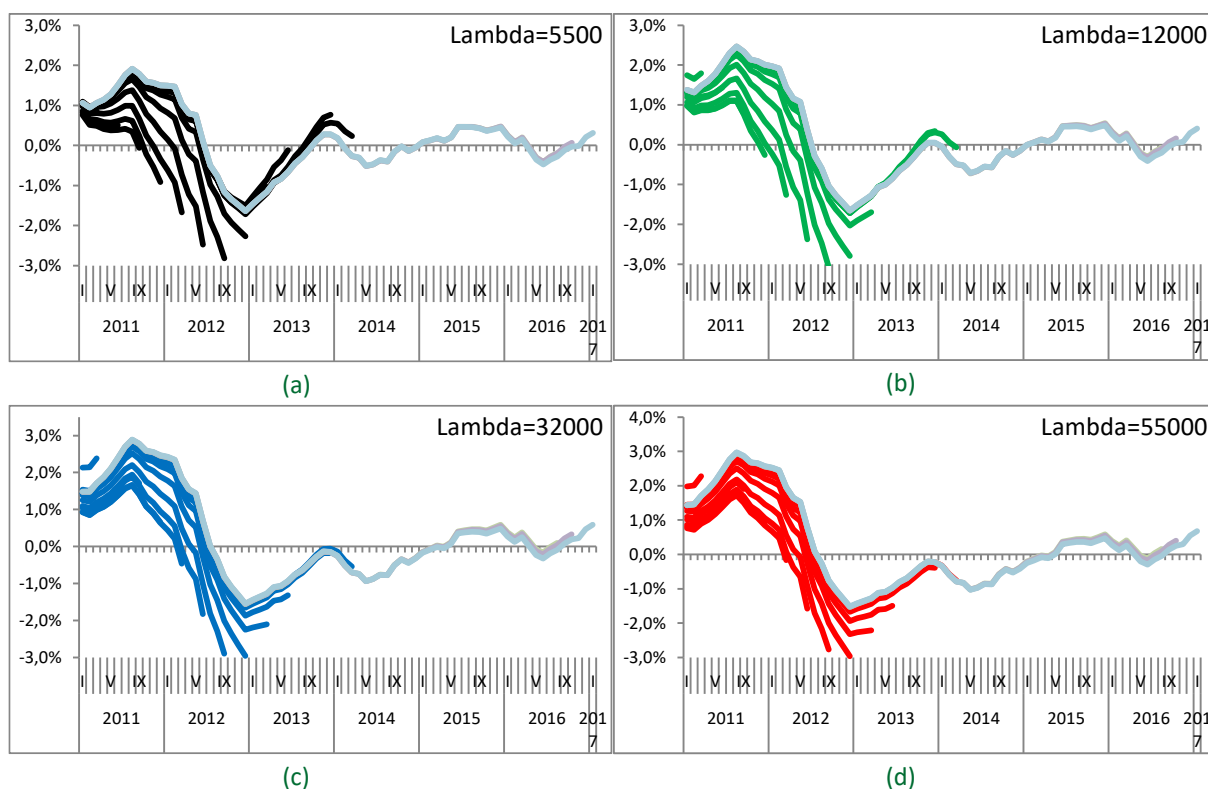 Lambda=5500
3,0%
2,0%
1,0%
0,0%
-1,0%
-2,0%
-3,0%
I V IX I V IX I V IX I V IX I V IX I V IX I
2011 2012 2013 2014 2015 2016 201
7
(a)
Lambda=12000
3,0%
2,0%
1,0%
0,0%
-1,0%
-2,0%
-3,0%
I V IX I V IX I V IX I V IX I V IX I V IX I
2011 2012 2013 2014 2015 2016 201
7
(b)
Lambda=32000
3,0%
2,0%
1,0%
0,0%
-1,0%
-2,0%
-3,0%
I V IX I V IX I V IX I V IX I V IX I V IX I
2011 2012 2013 2014 2015 2016 201
7
(c)
Lambda=55000
4,0%
3,0%
2,0%
1,0%
0,0%
-1,0%
-2,0%
-3,0%
I V IX I V IX I V IX I V IX I V IX I V IX I
2011 2012 2013 2014 2015 2016 201
7
(d)